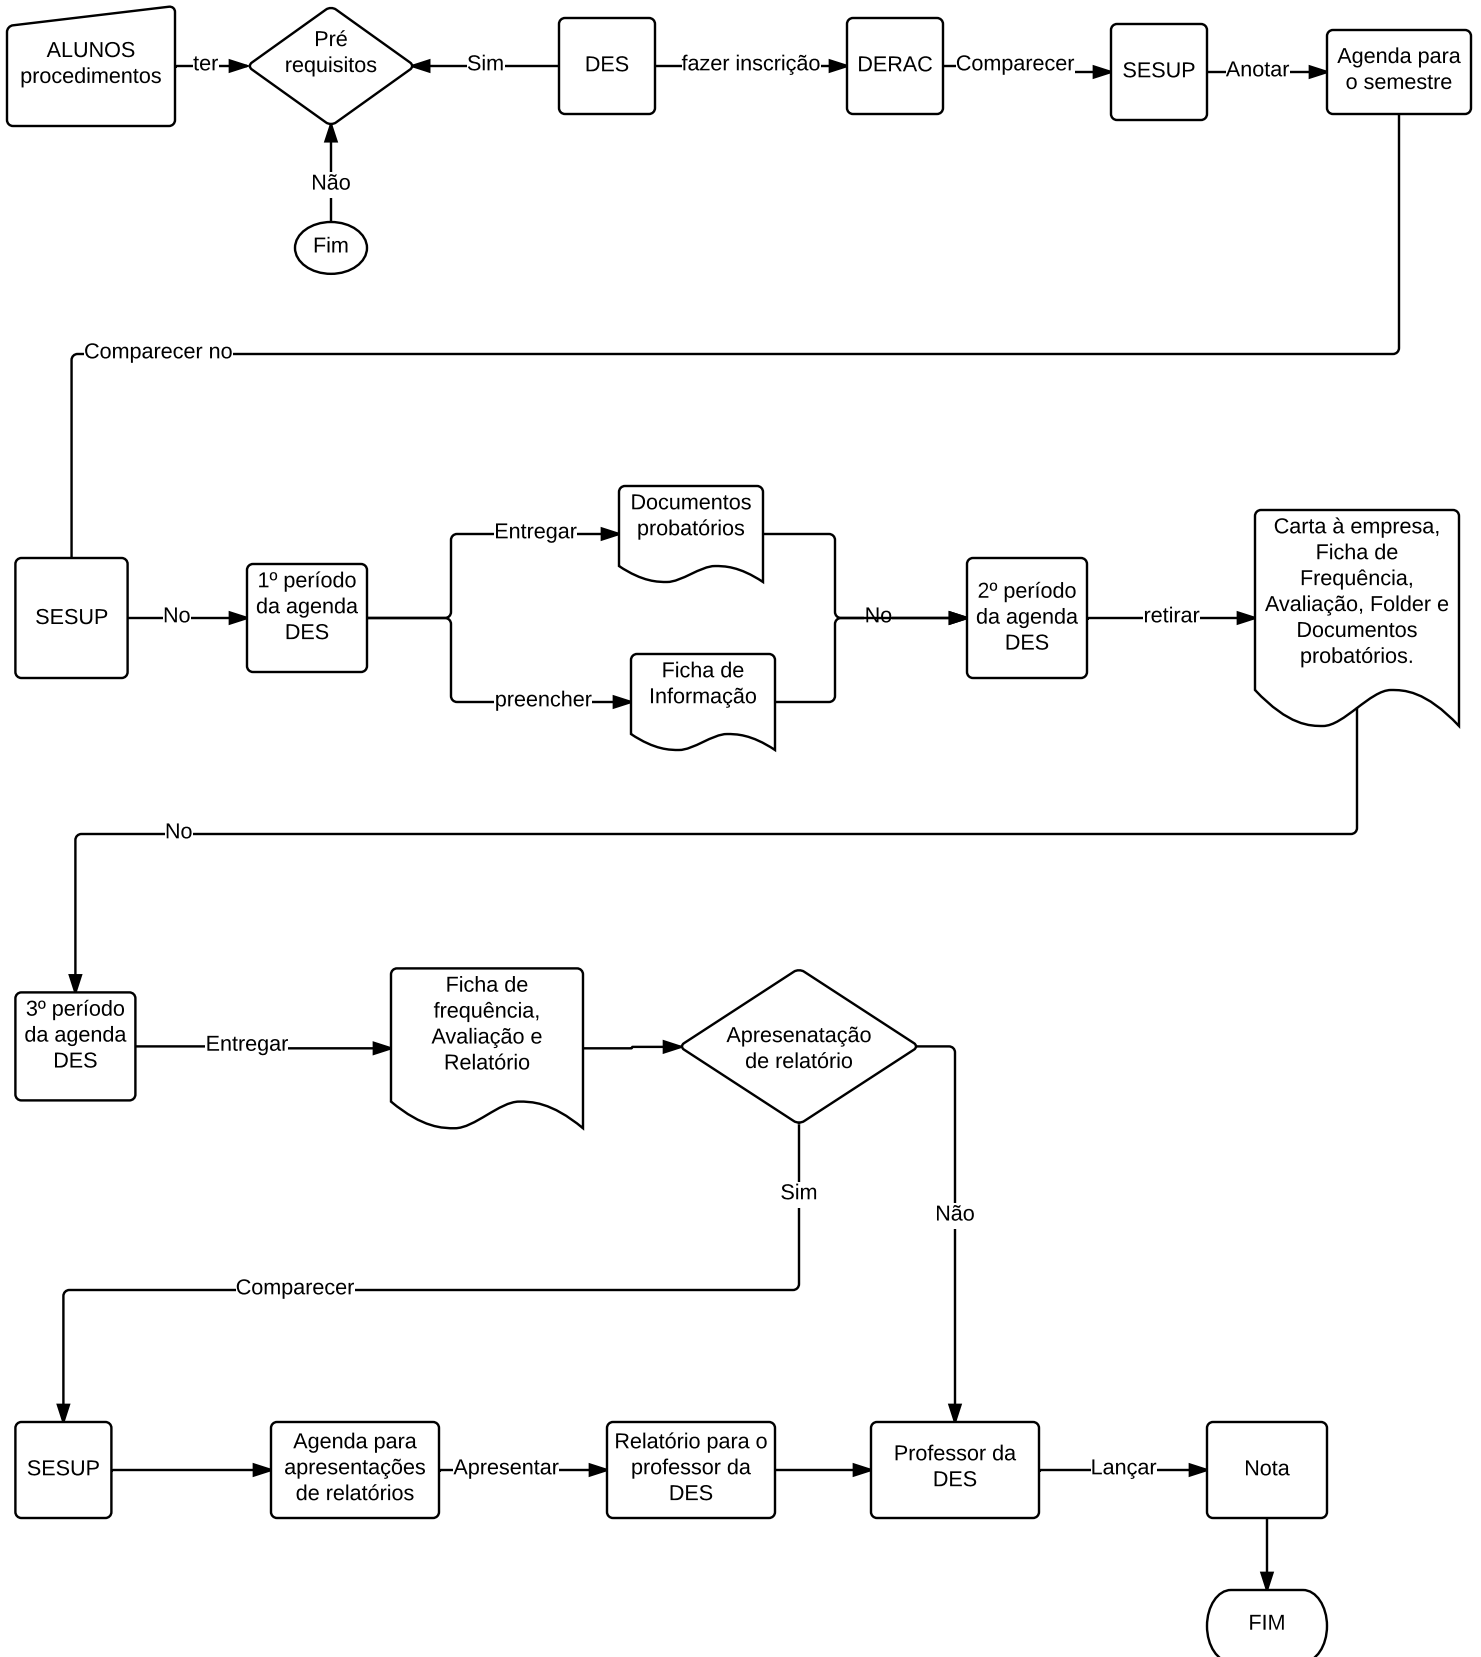 ALUNOS
procedimentos
ter
Pré
requisitos
Sim
DES
fazer inscrição
DERAC
Comparecer
SESUP
Anotar
Agenda para
o semestre
Não
Fim
Comparecer no
SESUP
No
1º período
da agenda
DES
Entregar
Documentos
probatórios
preencher
Ficha de
Informação
No
2º período
da agenda
DES
retirar
Carta à empresa,
Ficha de
Frequência,
Avaliação, Folder e
Documentos
probatórios.
No
3º período
da agenda
DES
Entregar
Ficha de
frequência,
Avaliação e
Relatório
Apresenatação
de relatório
Sim
Não
Comparecer
SESUP
Agenda para
apresentações
de relatórios
Apresentar
Relatório para o
professor da
DES
Professor da
DES
Lançar
Nota
FIM